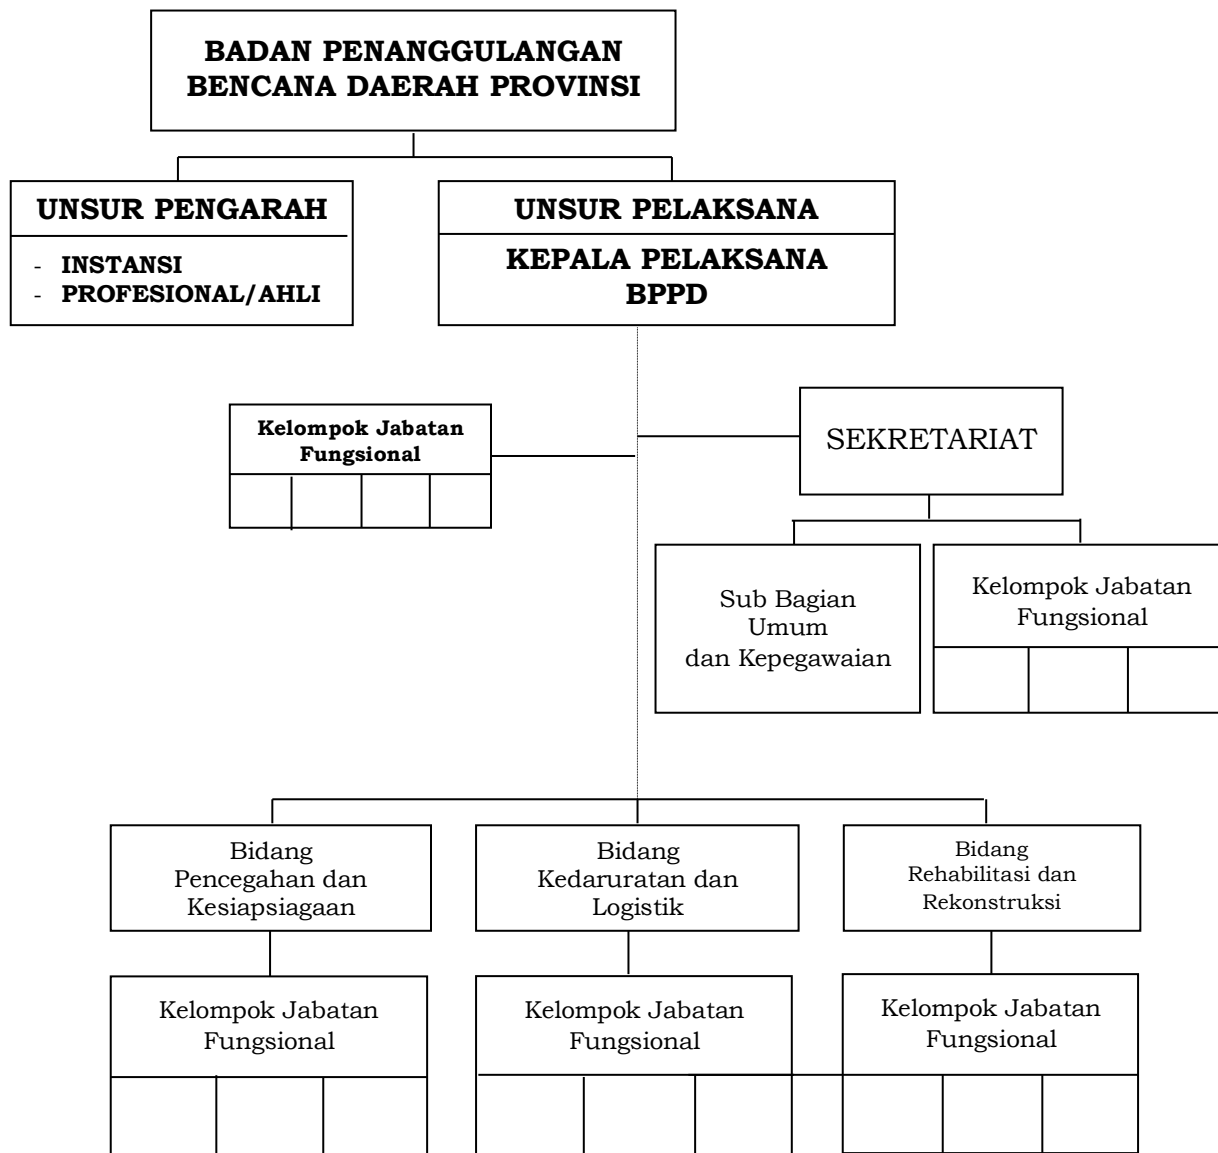 BADAN PENANGGULANGAN
BENCANA DAERAH PROVINSI
UNSUR PENGARAH
- INSTANSI
- PROFESIONAL/AHLI
UNSUR PELAKSANA
KEPALA PELAKSANA
BPPD
Kelompok Jabatan
Fungsional
SEKRETARIAT
Sub Bagian
Umum
dan Kepegawaian
Kelompok Jabatan
Fungsional
Bidang
Pencegahan dan
Kesiapsiagaan
Bidang
Kedaruratan dan
Logistik
Bidang
Rehabilitasi dan
Rekonstruksi
Kelompok Jabatan
Fungsional
Kelompok Jabatan
Fungsional
Kelompok Jabatan
Fungsional